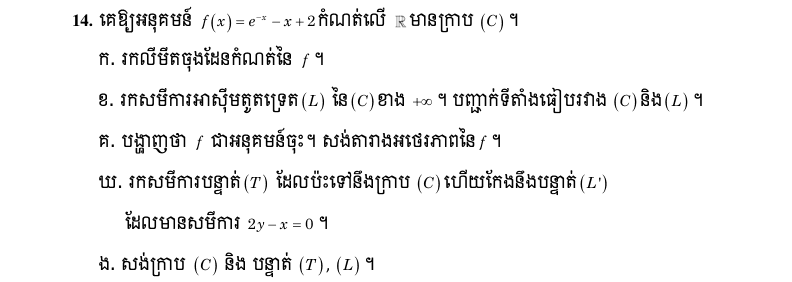 14. គេឱ្យអនុគមន៍ f(x) = e⁻ˣ − x + 2 កំណត់លើ ℝ មានក្រាប (C) ។
ក. រកលីមីតចុងដែនកំណត់នៃ f ។
ខ. រកសមីការអាស៊ីមតូតទ្រេត (L) នៃ (C) ខាង +∞ ។ បញ្ជាក់ទីតាំងធៀបរវាង (C) និង (L) ។
គ. បង្ហាញថា f ជាអនុគមន៍ចុះ។ សង់តារាងអថេរភាពនៃ f ។
ឃ. រកសមីការបន្ទាត់ (T) ដែលប៉ះទៅនឹងក្រាប (C) ហើយកែងនឹងបន្ទាត់ (L')
ដែលមានសមីការ 2y − x = 0 ។
ង. សង់ក្រាប (C) និង បន្ទាត់ (T), (L) ។